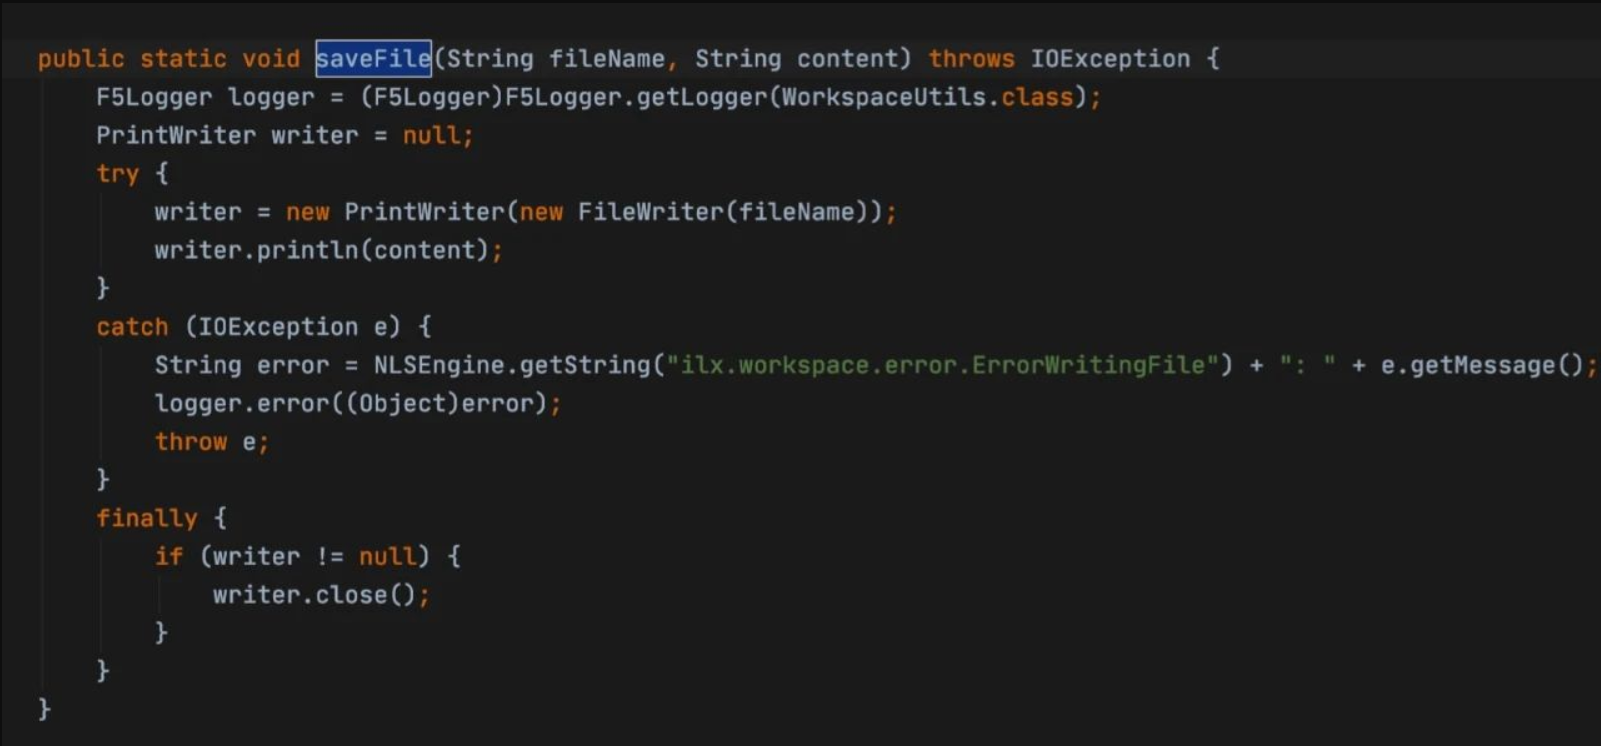 public static void saveFile(String fileName, String content) throws IOException {
F5Logger logger = (F5Logger)F5Logger.getLogger(WorkspaceUtils.class);
PrintWriter writer = null;
try {
writer = new PrintWriter(new FileWriter(fileName));
writer.println(content);
}
catch (IOException e) {
String error = NLSEngine.getString("ilx.workspace.error.ErrorWritingFile") + ": " + e.getMessage();
logger.error((Object)error);
throw e;
}
finally {
if (writer != null) {
writer.close();
}
}
}